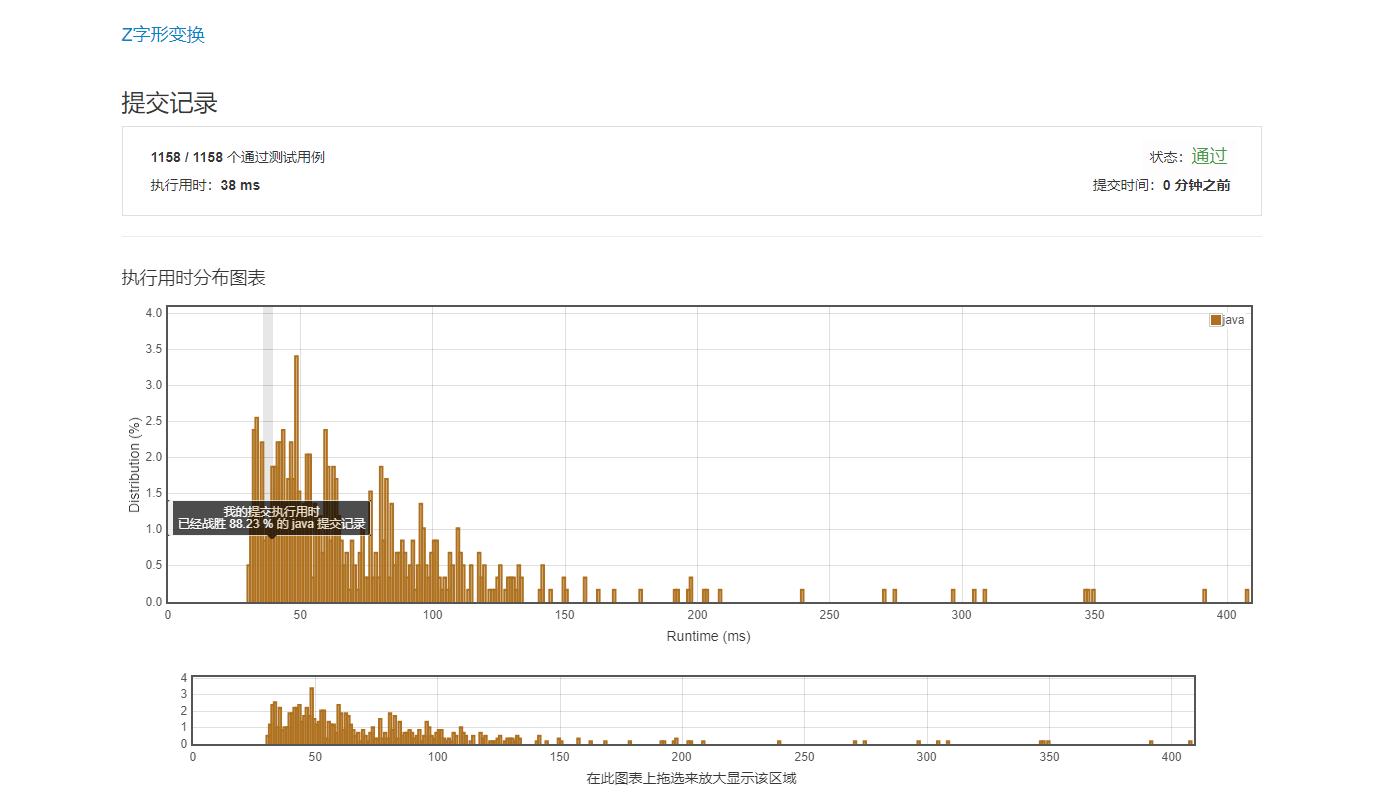 Z字形变换
提交记录
1158 / 1158 个通过测试用例
状态：通过
执行用时：38 ms
提交时间：0 分钟之前
执行用时分布图表
java
4.0
3.5
3.0
2.5
2.0
1.5
1.0
0.5
0.0
Distribution (%)
我的提交执行用时
已经战胜 88.23 % 的 java 提交记录
0 50 100 150 200 250 300 350 400
Runtime (ms)
4
3
2
1
0
0 50 100 150 200 250 300 350 400
在此图表上拖选来放大显示该区域